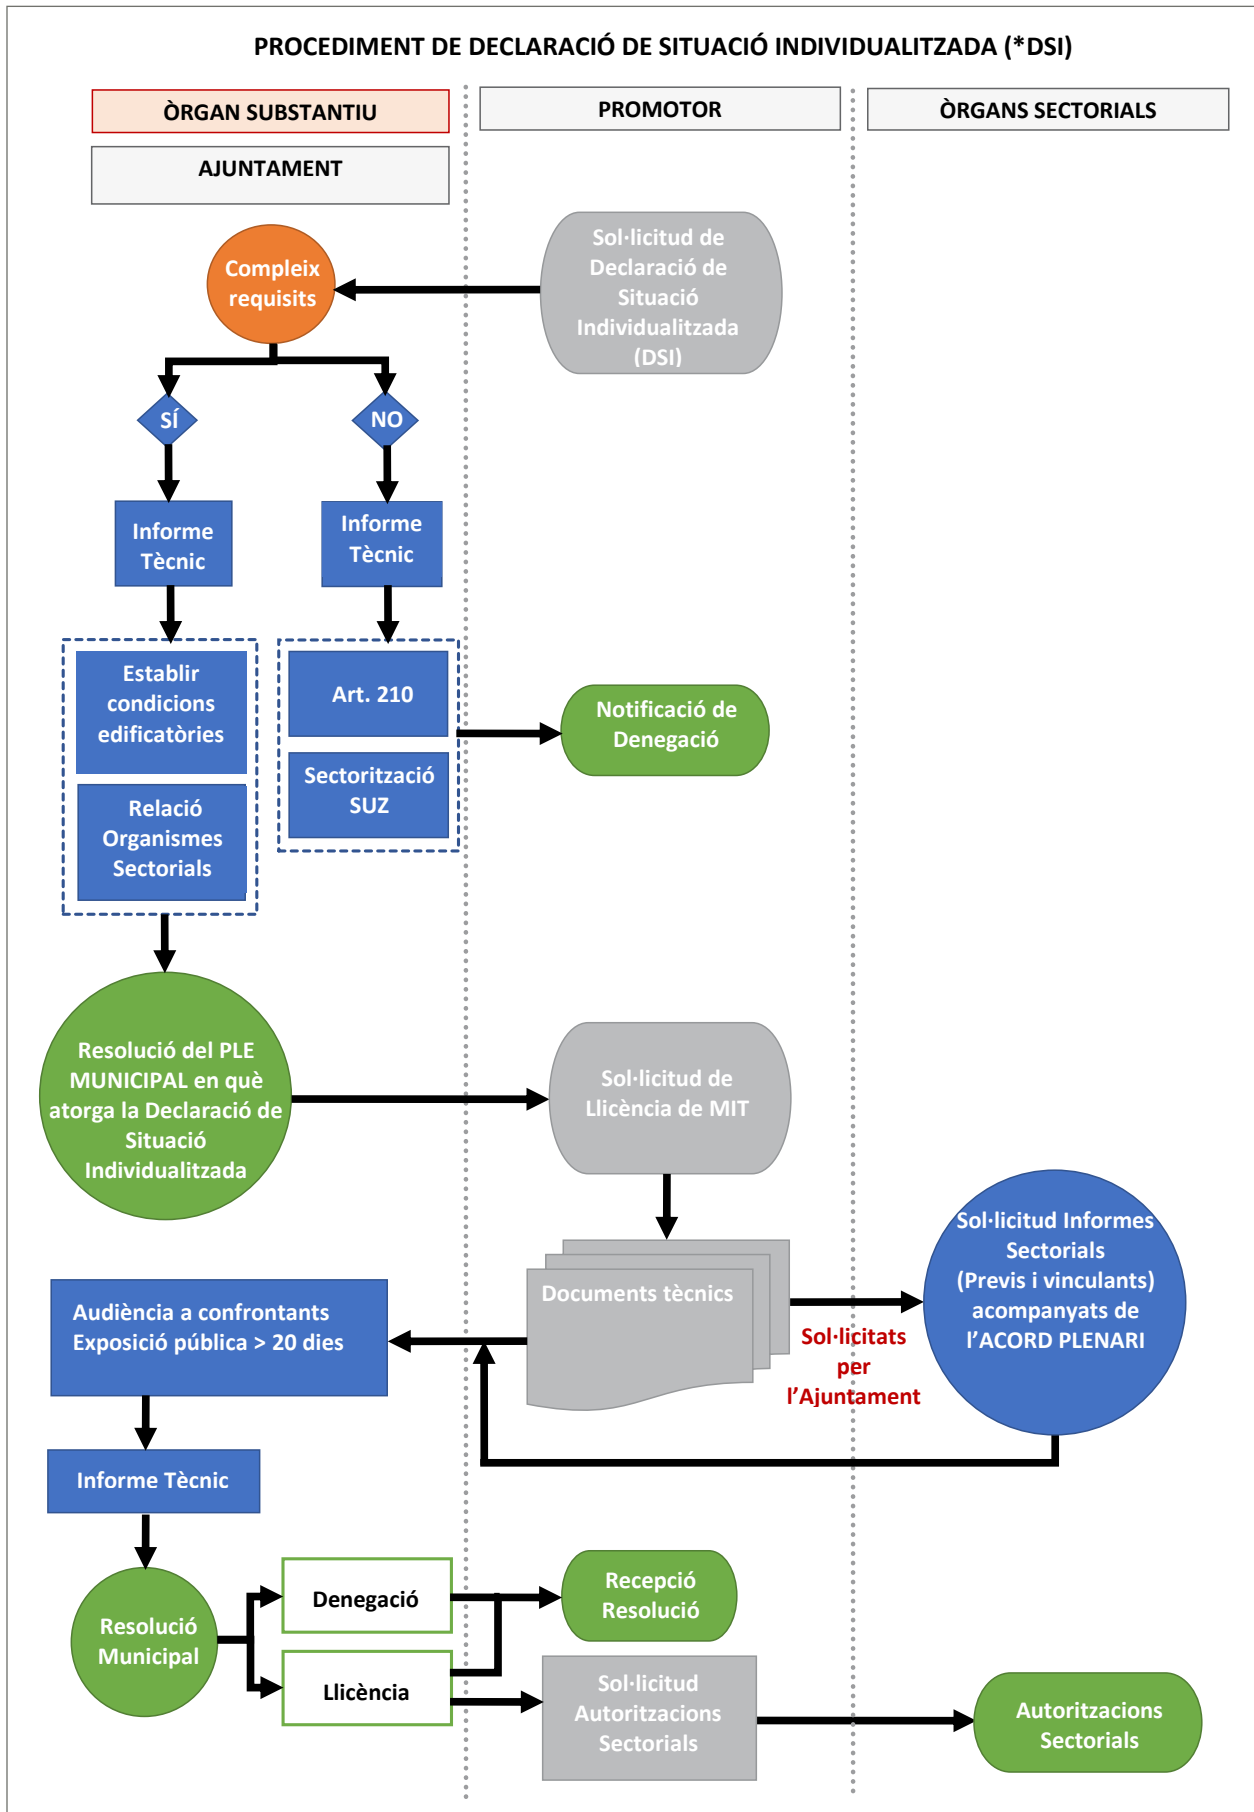 PROCEDIMENT DE DECLARACIÓ DE SITUACIÓ INDIVIDUALITZADA (*DSI)
ÒRGAN SUBSTANTIU
PROMOTOR
ÒRGANS SECTORIALS
AJUNTAMENT
Sol·licitud de
Declaració de
Situació
Individualitzada
(DSI)
Compleix
requisits
SÍ
NO
Informe
Tècnic
Informe
Tècnic
Establir
condicions
edificatòries
Relació
Organismes
Sectorials
Art. 210
Sectorització
SUZ
Notificació de
Denegació
Resolució del PLE
MUNICIPAL en què
atorga la Declaració de
Situació
Individualitzada
Sol·licitud de
Llicència de MIT
Documents tècnics
Sol·licitats
per
l'Ajuntament
Sol·licitud Informes
Sectorials
(Previs i vinculants)
acompanyats de
l'ACORD PLENARI
Audiència a confrontants
Exposició pública > 20 dies
Informe Tècnic
Resolució
Municipal
Denegació
Llicència
Recepció
Resolució
Sol·licitud
Autoritzacions
Sectorials
Autoritzacions
Sectorials